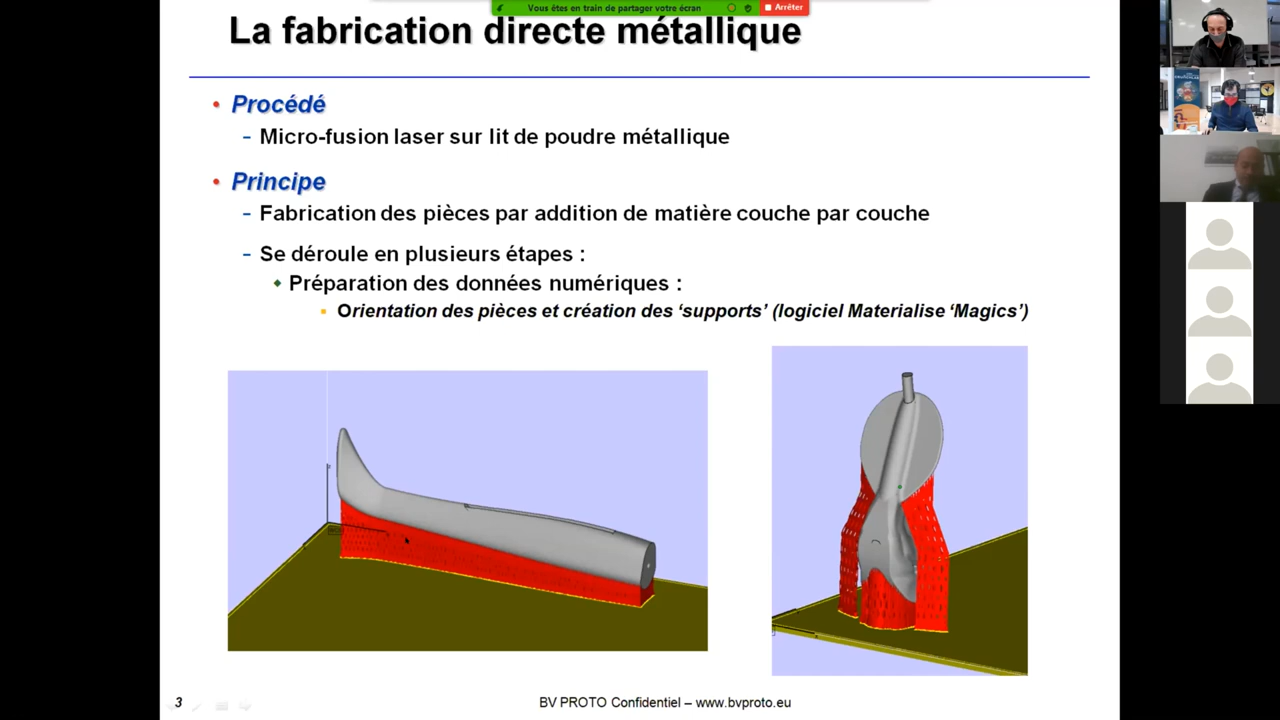 Vous êtes en train de partager votre écran
Arrêter
La fabrication directe métallique
Procédé
Micro-fusion laser sur lit de poudre métallique
Principe
Fabrication des pièces par addition de matière couche par couche
Se déroule en plusieurs étapes :
Préparation des données numériques :
Orientation des pièces et création des ‘supports’ (logiciel Materialise ‘Magics’)
3
BV PROTO Confidentiel – www.bvproto.eu